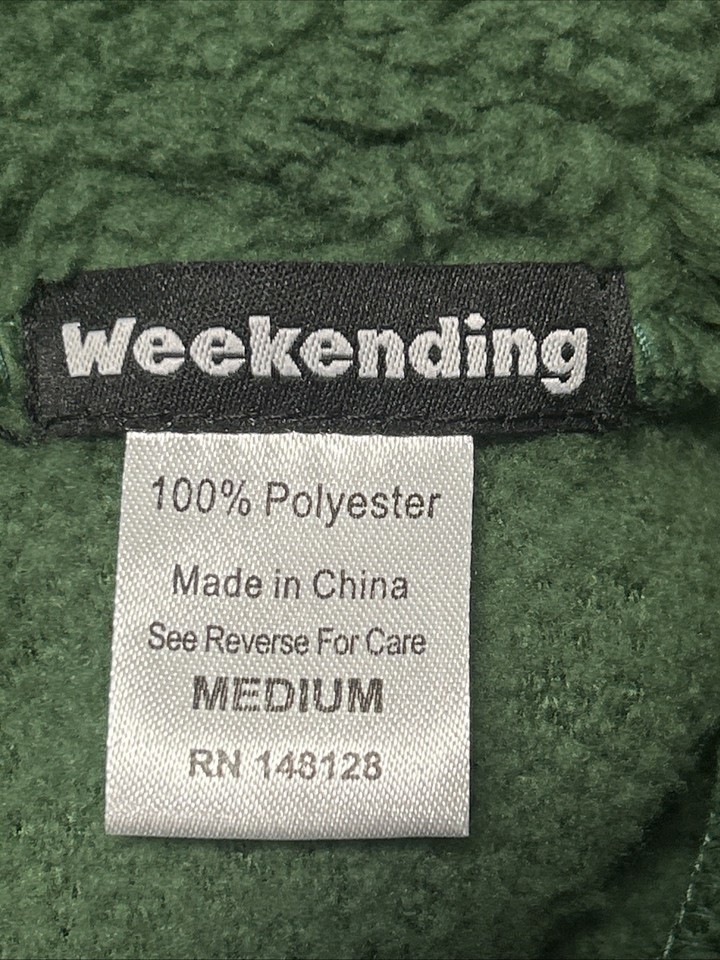 Weekending
100% Polyester
Made in China
See Reverse For Care
MEDIUM
RN 148128